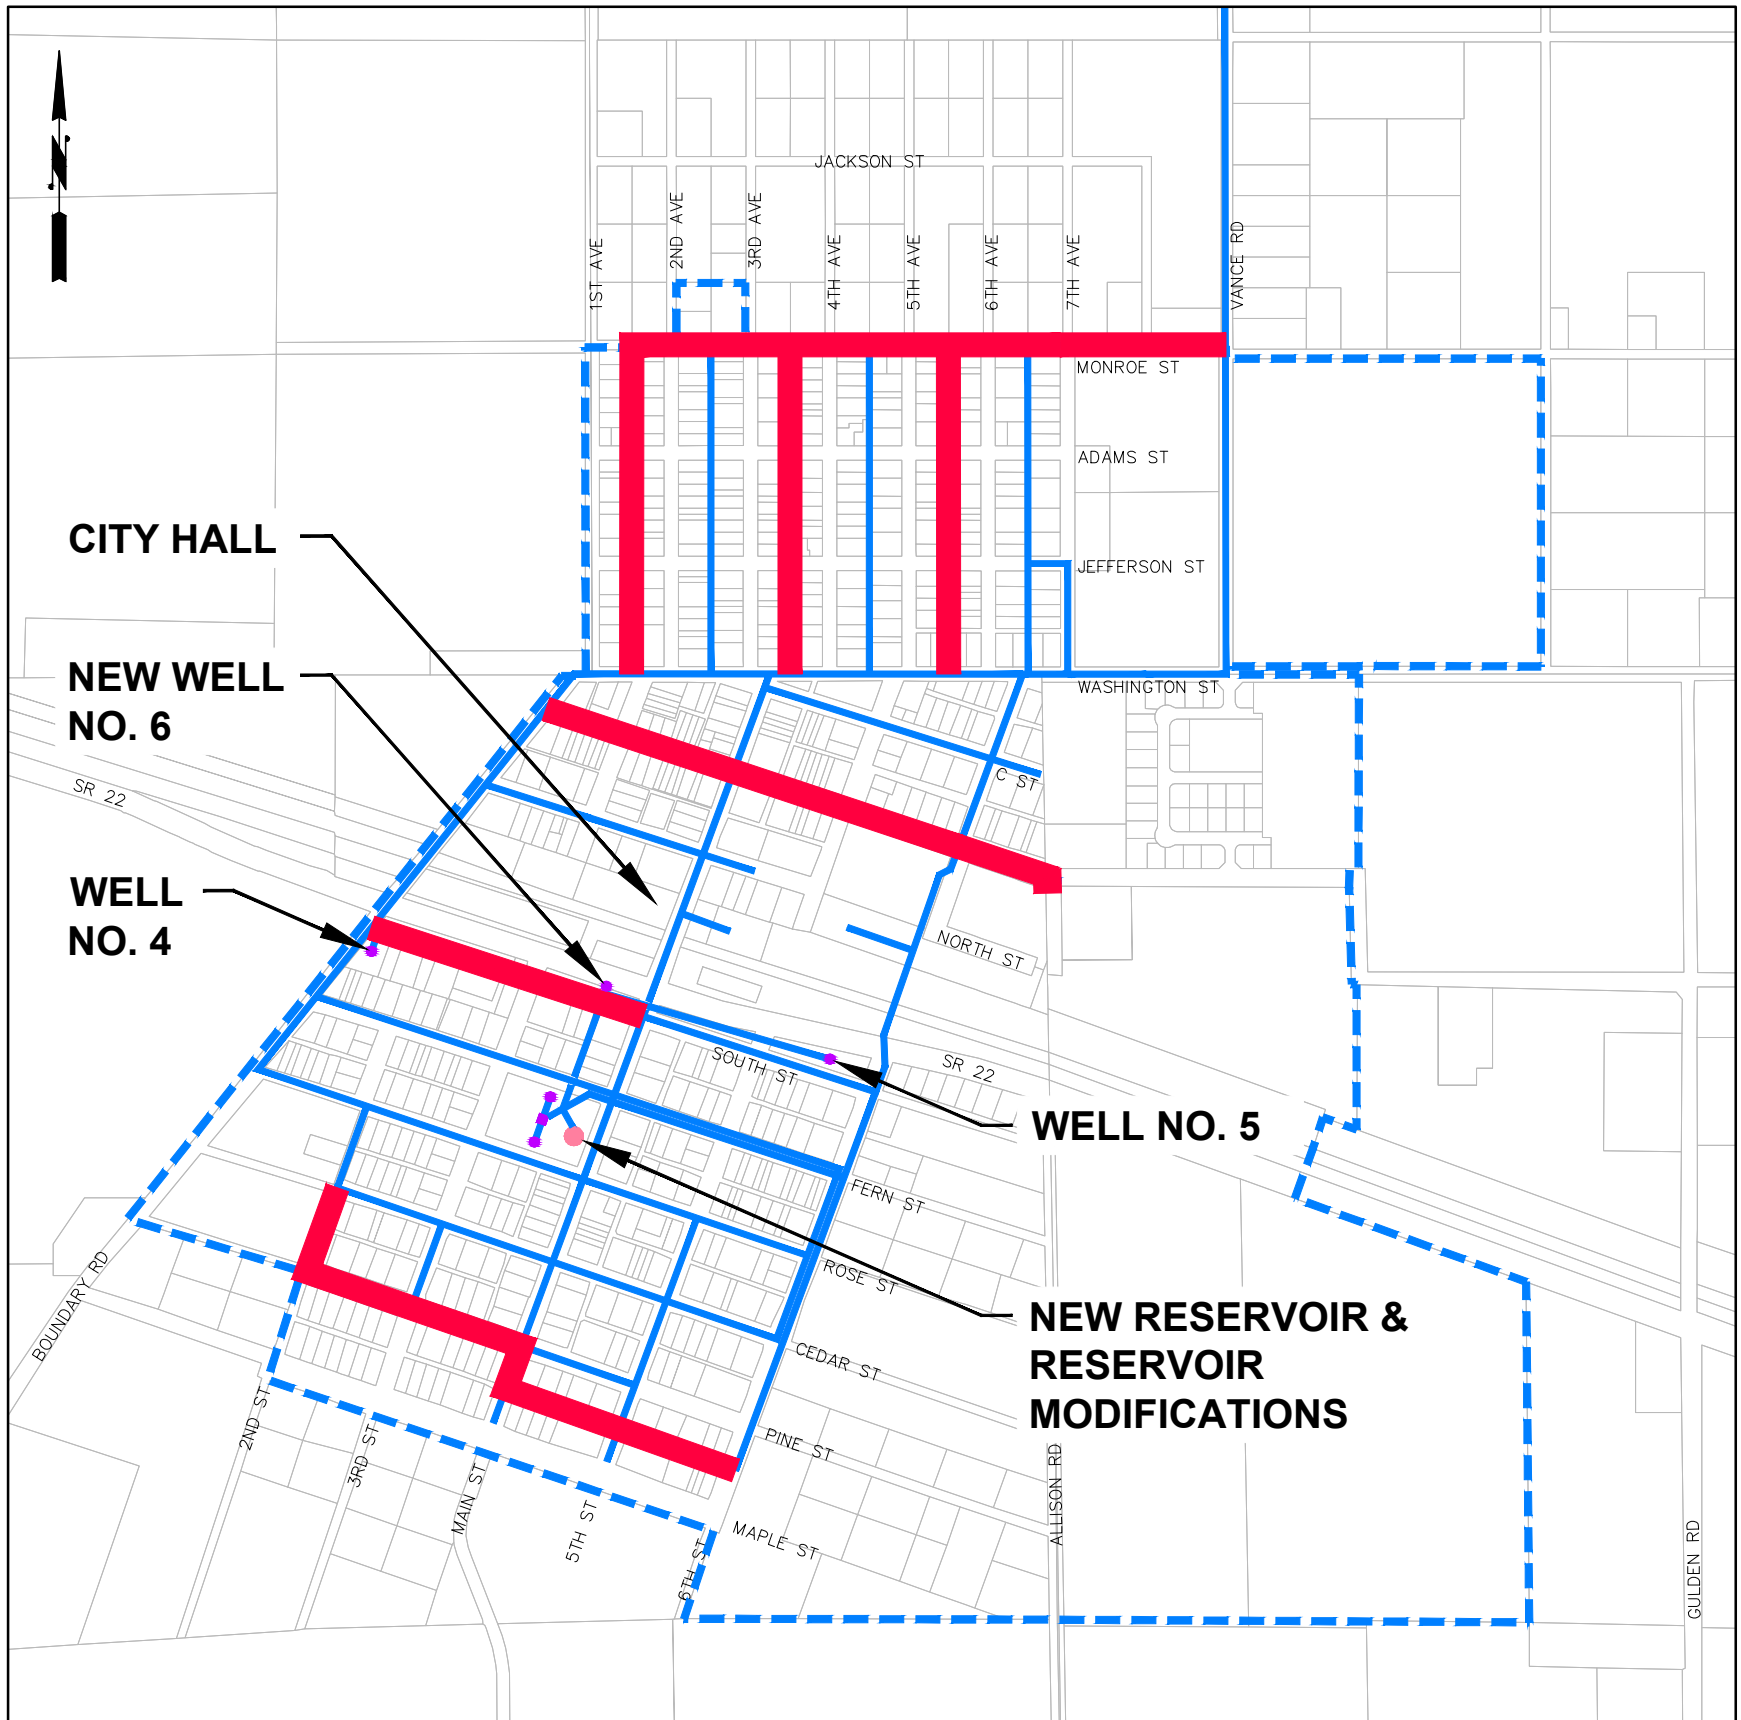 JACKSON ST
1ST AVE
2ND AVE
3RD AVE
4TH AVE
5TH AVE
6TH AVE
7TH AVE
VANCE RD
MONROE ST
ADAMS ST
CITY HALL
JEFFERSON ST
NEW WELL
NO. 6
WASHINGTON ST
SR 22
C ST
WELL
NO. 4
NORTH ST
SOUTH ST
SR 22
WELL NO. 5
FERN ST
ROSE ST
BOUNDARY RD
NEW RESERVOIR &
RESERVOIR
MODIFICATIONS
CEDAR ST
2ND ST
3RD ST
PINE ST
MAIN ST
5TH ST
6TH ST
MAPLE ST
ALLISON RD
GULDEN RD
N